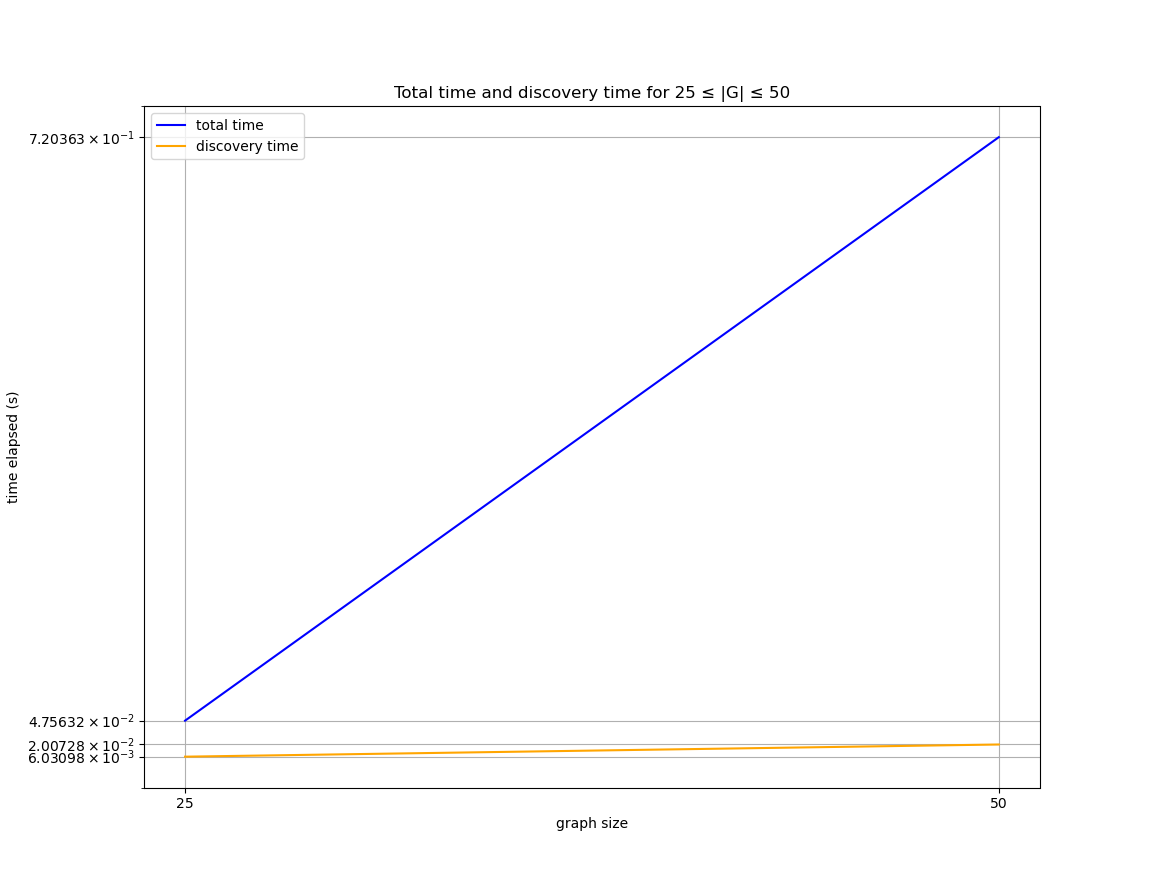 Total time and discovery time for 25 ≤ |G| ≤ 50
total time
discovery time
7.20363 × 10⁻¹
4.75632 × 10⁻²
2.00728 × 10⁻²
6.03098 × 10⁻³
time elapsed (s)
25 50
graph size